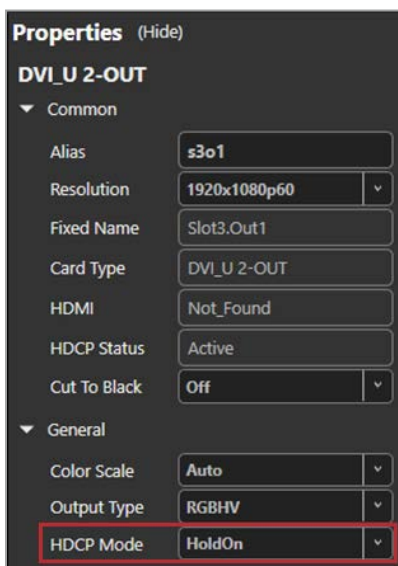 Properties (Hide)
DVI_U 2-OUT
Common
Alias s3o1
Resolution 1920x1080p60
Fixed Name Slot3.Out1
Card Type DVI_U 2-OUT
HDMI Not_Found
HDCP Status Active
Cut To Black Off
General
Color Scale Auto
Output Type RGBHV
HDCP Mode HoldOn